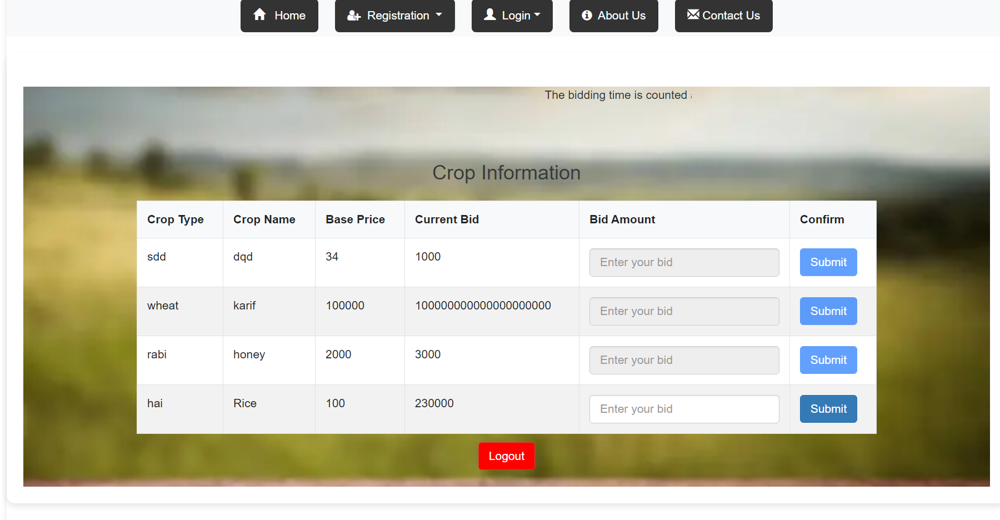 Home Registration Login About Us Contact Us
The bidding time is counted
Crop Information
Crop Type Crop Name Base Price Current Bid Bid Amount Confirm
sdd dqd 34 1000 Enter your bid Submit
wheat karif 100000 100000000000000000000 Enter your bid Submit
rabi honey 2000 3000 Enter your bid Submit
hai Rice 100 230000 Enter your bid Submit
Logout